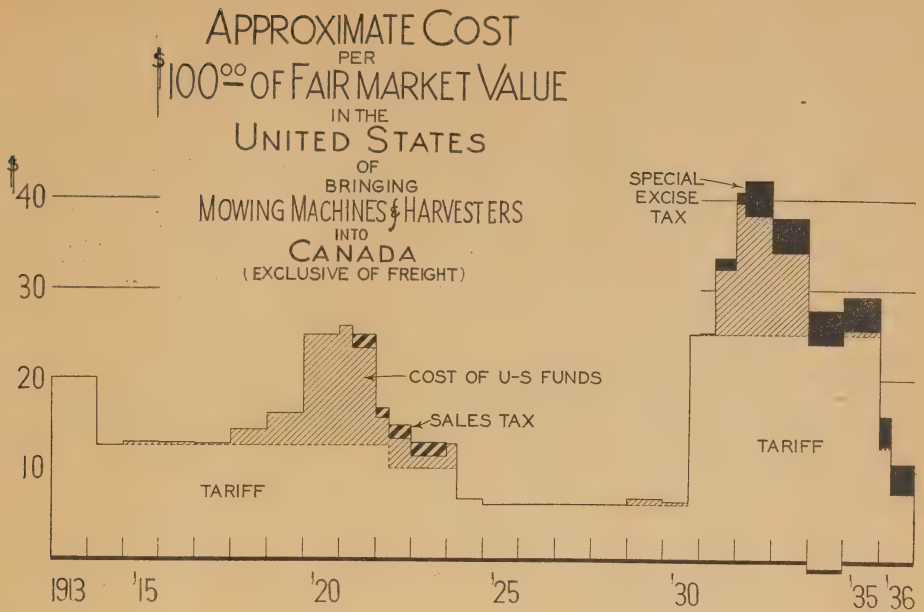 APPROXIMATE COST
PER
$100.00 OF FAIR MARKET VALUE
IN THE
UNITED STATES
OF
BRINGING
MOWING MACHINES & HARVESTERS
INTO
CANADA
(EXCLUSIVE OF FREIGHT)
$
40
30
20
10
SPECIAL
EXCISE
TAX
COST OF U-S FUNDS
SALES TAX
TARIFF
TARIFF
1913 '15 '20 '25 '30 '35 '36